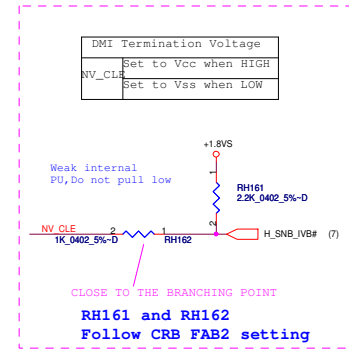 DMI Termination Voltage
NV_CLE
Set to Vcc when HIGH
Set to Vss when LOW
+1.8VS
Weak internal
PU,Do not pull low
1
RH161
2.2K_0402_5%~D
2
NV_CLE
2
1
H_SNB_IVB# (7)
1K_0402_5%~D
RH162
CLOSE TO THE BRANCHING POINT
RH161 and RH162
Follow CRB FAB2 setting